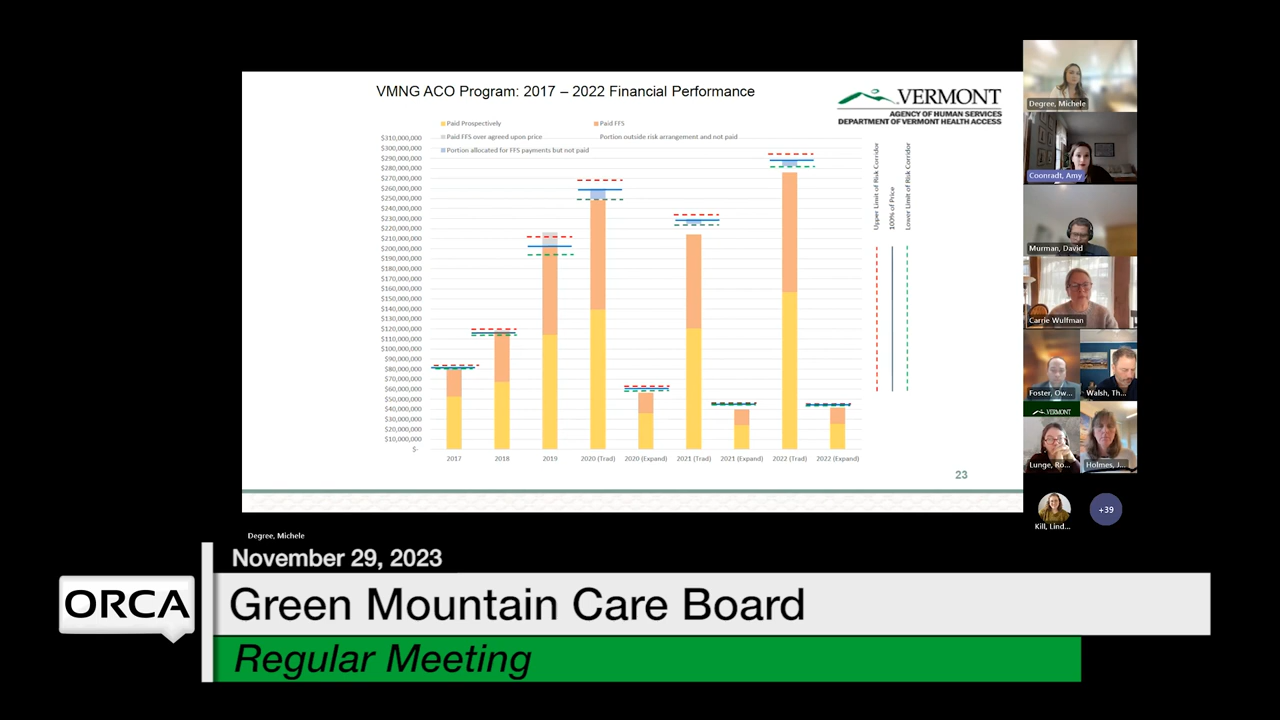 VMNG ACO Program: 2017 – 2022 Financial Performance
VERMONT
AGENCY OF HUMAN SERVICES
DEPARTMENT OF VERMONT HEALTH ACCESS
Paid Prospectively
Paid FFS
Paid FFS over agreed upon price
Portion outside risk arrangement and not paid
Portion allocated for FFS payments but not paid
$310,000,000
$300,000,000
$290,000,000
$280,000,000
$270,000,000
$260,000,000
$250,000,000
$240,000,000
$230,000,000
$220,000,000
$210,000,000
$200,000,000
$190,000,000
$180,000,000
$170,000,000
$160,000,000
$150,000,000
$140,000,000
$130,000,000
$120,000,000
$110,000,000
$100,000,000
$90,000,000
$80,000,000
$70,000,000
$60,000,000
$50,000,000
$40,000,000
$30,000,000
$20,000,000
$10,000,000
$-
2017
2018
2019
2020 (Trad)
2020 (Expand)
2021 (Trad)
2021 (Expand)
2022 (Trad)
2022 (Expand)
Upper Limit of Risk Corridor
100% of Price
Lower Limit of Risk Corridor
23
Degree, Michele
Coonradt, Amy
Murman, David
Carrie Wulfman
Foster, Ow...
Walsh, Th...
VERMONT
Lunge, Ro...
Holmes, J...
Kill, Lind...
+39
Degree, Michele
November 29, 2023
ORCA
Green Mountain Care Board
Regular Meeting